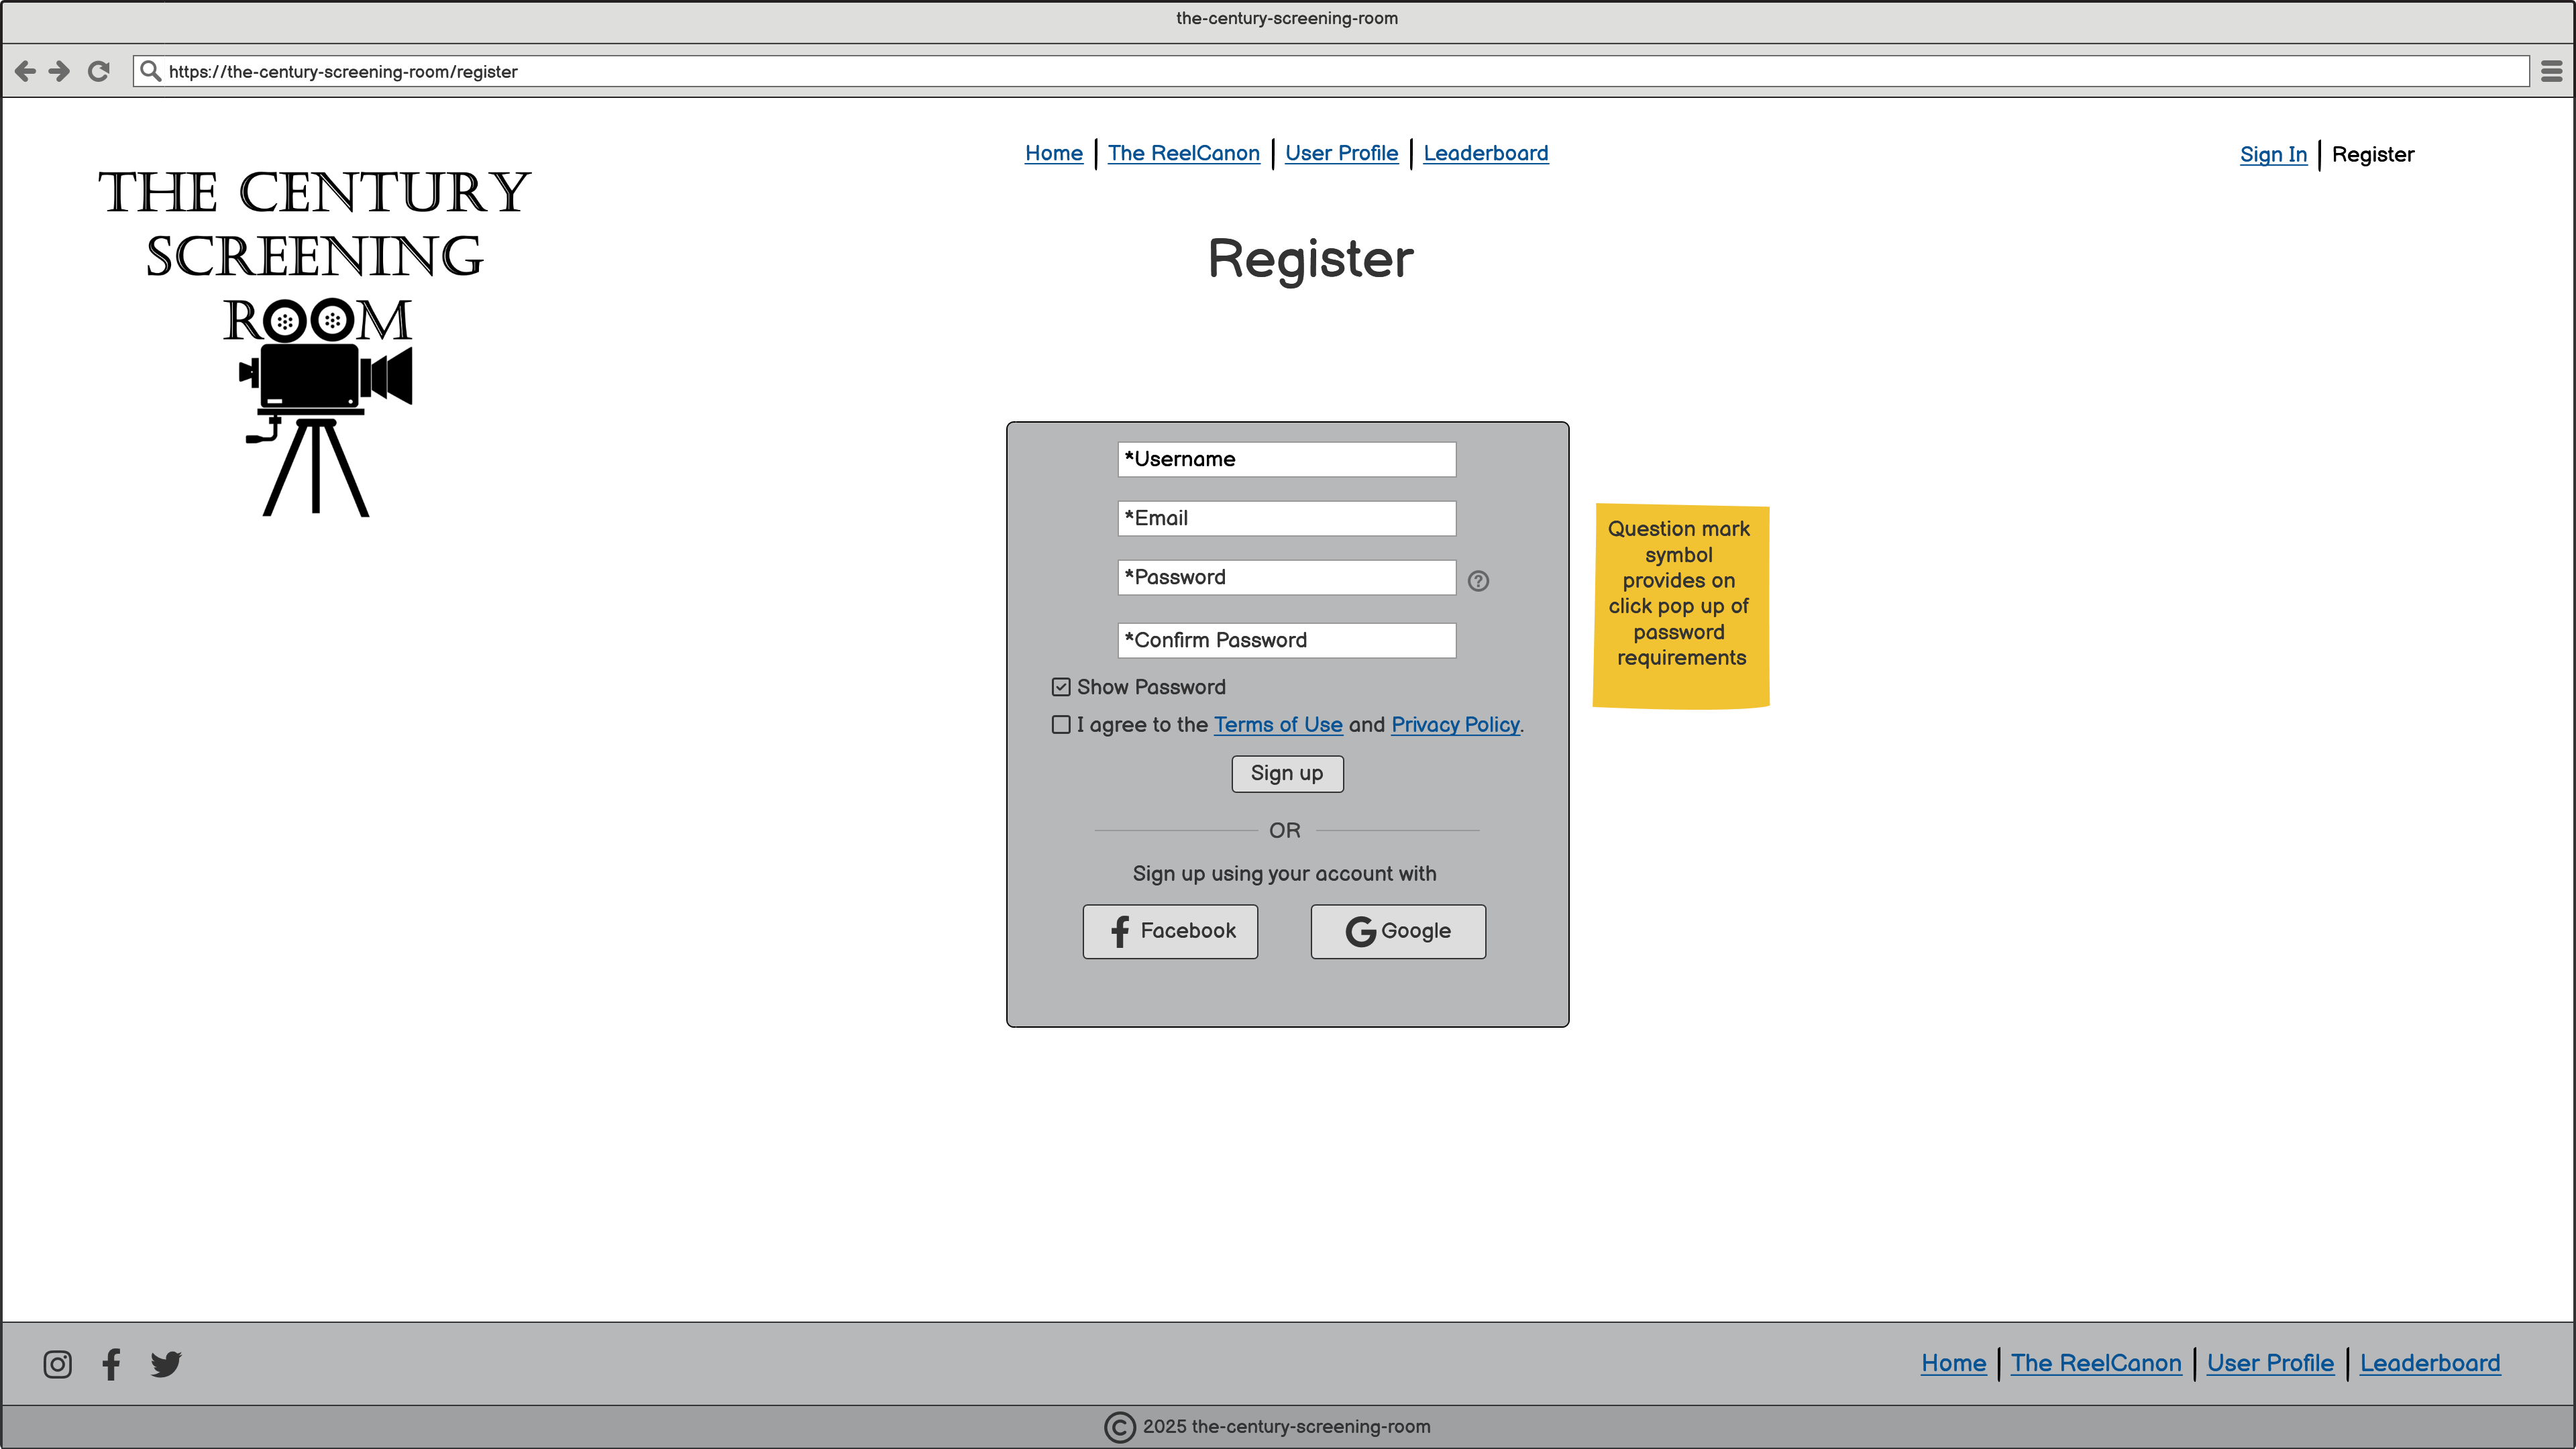 the-century-screening-room
https://the-century-screening-room/register
Home | The ReelCanon | User Profile | Leaderboard
Sign In | Register
THE CENTURY
SCREENING
ROOM
Register
*Username
*Email
*Password
?
*Confirm Password
Show Password
I agree to the Terms of Use and Privacy Policy.
Sign up
OR
Sign up using your account with
Facebook
Google
Question mark
symbol
provides on
click pop up of
password
requirements
Home | The ReelCanon | User Profile | Leaderboard
© 2025 the-century-screening-room